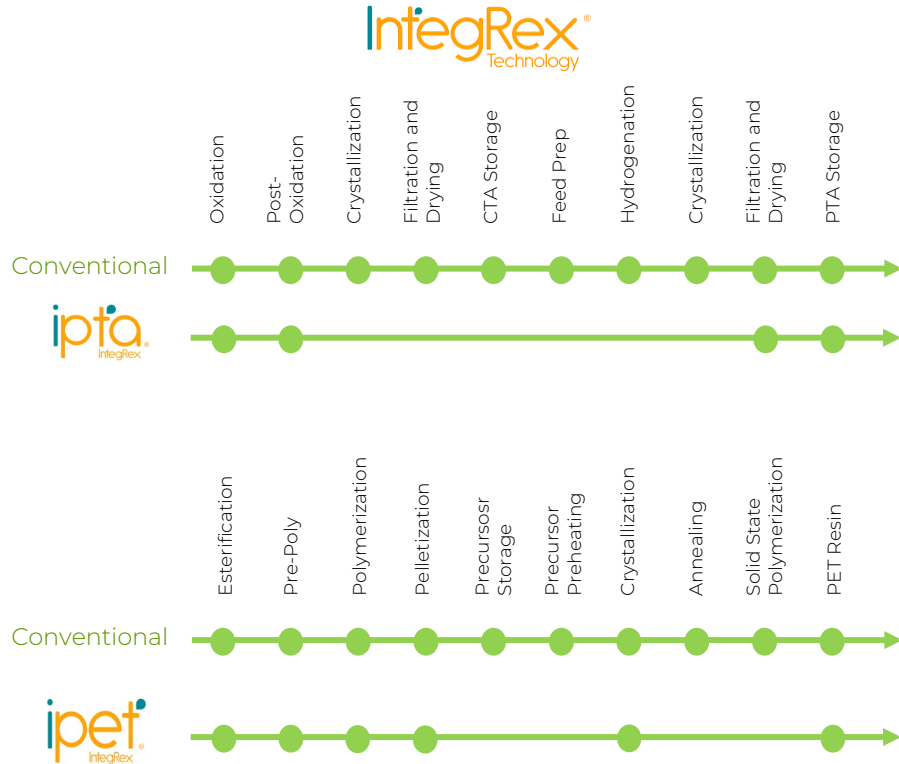 IntegRex®
Technology
Oxidation
Post-
Oxidation
Crystallization
Filtration and
Drying
CTA Storage
Feed Prep
Hydrogenation
Crystallization
Filtration and
Drying
PTA Storage
Conventional
ipta®
IntegRex
Esterification
Pre-Poly
Polymerization
Pelletization
Precursosr
Storage
Precursor
Preheating
Crystallization
Annealing
Solid State
Polymerization
PET Resin
Conventional
ipet®
IntegRex